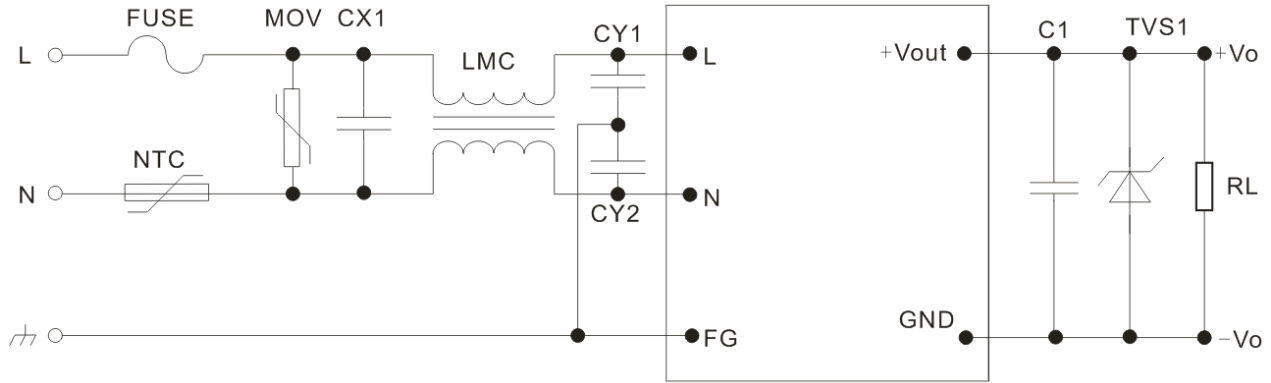 FUSE
MOV
CX1
LMC
CY1
L
L
+Vout
C1
TVS1
+Vo
NTC
N
CY2
N
RL
FG
GND
-Vo